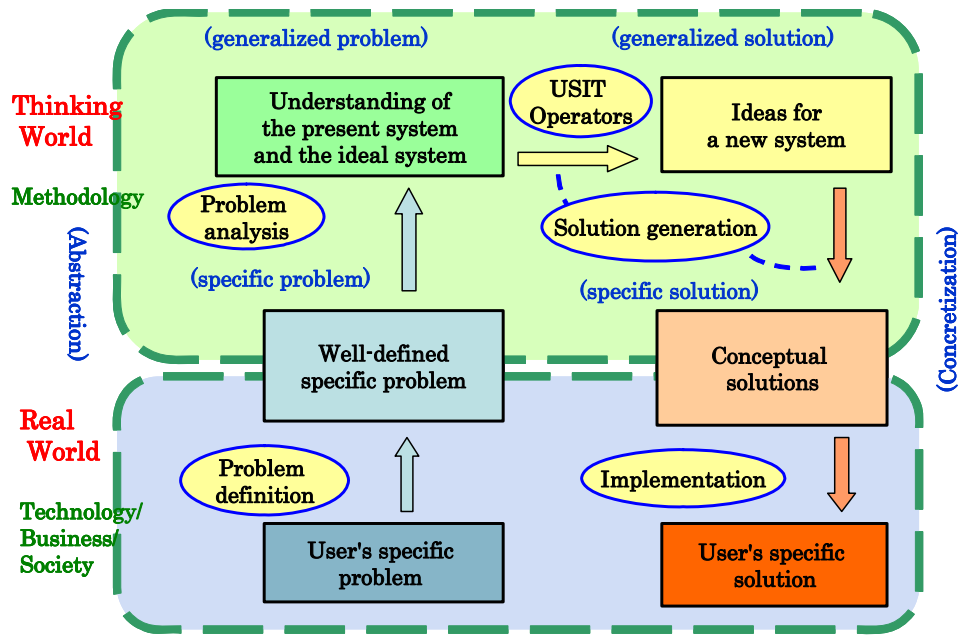 (generalized problem)
(generalized solution)
Thinking
World
Understanding of
the present system
and the ideal system
USIT
Operators
Ideas for
a new system
Methodology
Problem
analysis
Solution generation
(Abstraction)
(specific problem)
(specific solution)
(Concretization)
Well-defined
specific problem
Conceptual
solutions
Real
World
Problem
definition
Implementation
Technology/
Business/
Society
User's specific
problem
User's specific
solution